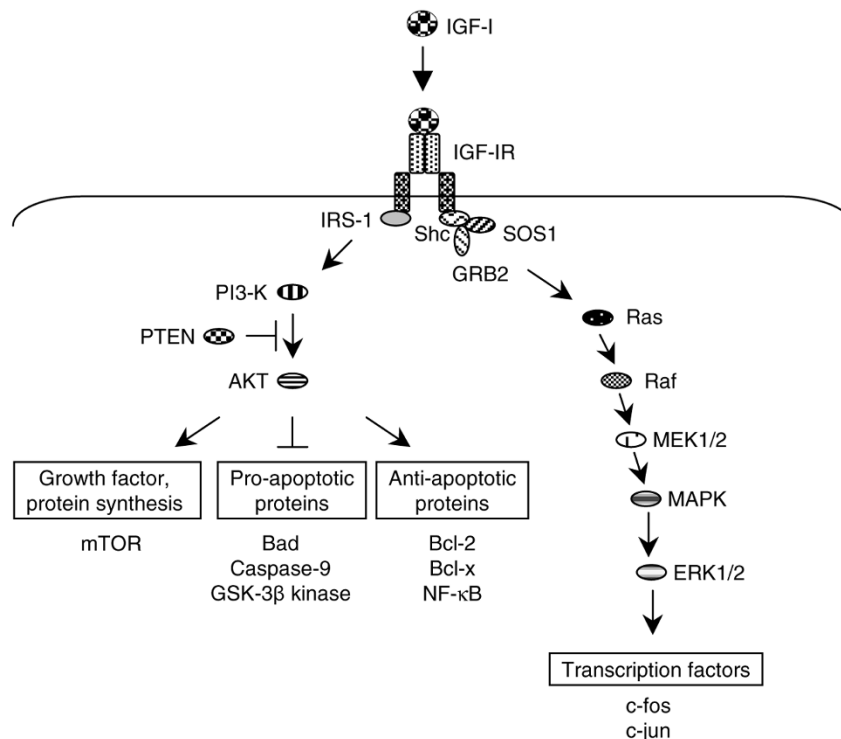 IGF-I
IGF-IR
IRS-1
Shc
SOS1
GRB2
PI3-K
PTEN
AKT
Ras
Raf
MEK1/2
MAPK
ERK1/2
Growth factor,
protein synthesis
mTOR
Pro-apoptotic
proteins
Bad
Caspase-9
GSK-3β kinase
Anti-apoptotic
proteins
Bcl-2
Bcl-x
NF-κB
Transcription factors
c-fos
c-jun